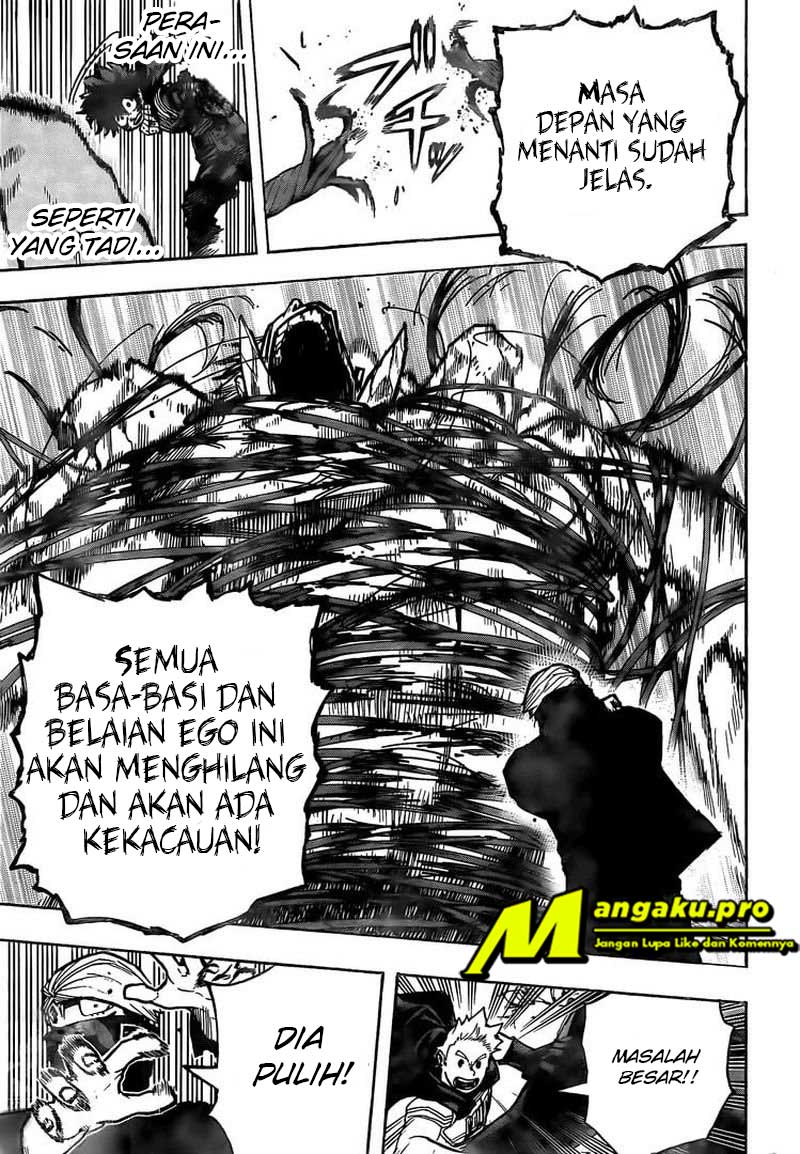 MASA
DEPAN YANG
MENANTI SUDAH
JELAS.
PERA-
SAAN INI...
SEPERTI
YANG TADI...
SEMUA
BASA-BASI DAN
BELAIAN EGO INI
AKAN MENGHILANG
DAN AKAN ADA
KEKACAUAN!
Mangaku.pro
Jangan Lupa Like dan Komennya
MASALAH
BESAR!!
DIA
PULIH!